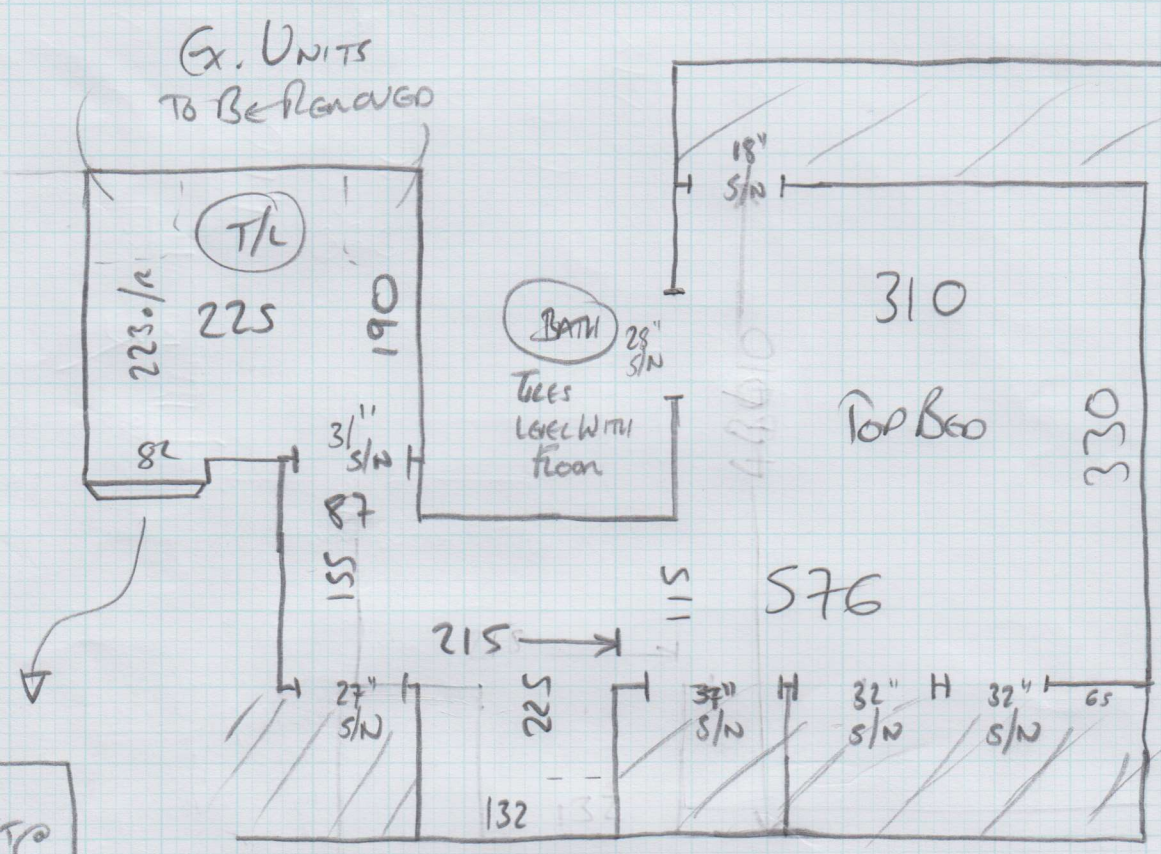 Ex. UNITS
TO BE REMOVED
18"
S/N
T/L
223 o/R
225
190
BATH
28"
S/N
310
TILES
LEVEL WITH
FLOOR
TOP BED
330
82
31"
S/N
87
155
115
576
215
27"
S/N
225
37"
S/N
32"
S/N
32"
S/N
65
132